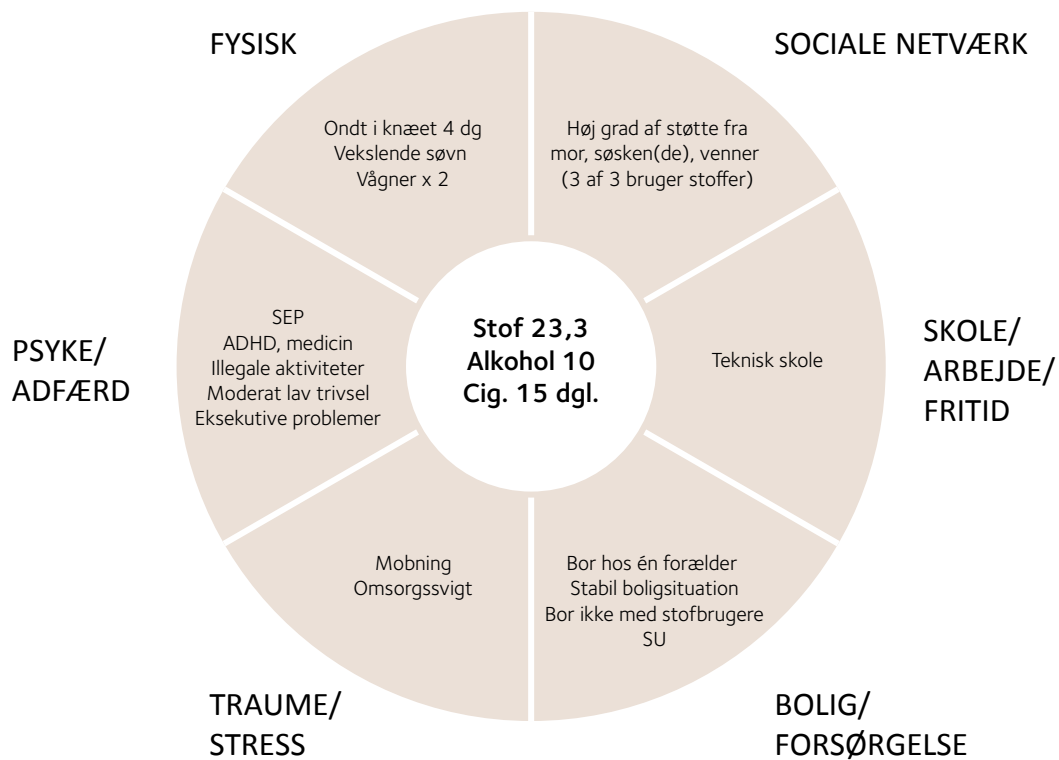 FYSISK
SOCIALE NETVÆRK
Ondt i knæet 4 dg
Vekslende søvn
Vågner x 2
Høj grad af støtte fra
mor, søsken(de), venner
(3 af 3 bruger stoffer)
PSYKE/
ADFÆRD
SEP
ADHD, medicin
Illegale aktiviteter
Moderat lav trivsel
Eksekutive problemer
Stof 23,3
Alkohol 10
Cig. 15 dgl.
Teknisk skole
SKOLE/
ARBEJDE/
FRITID
Mobning
Omsorgssvigt
Bor hos én forælder
Stabil boligsituation
Bor ikke med stofbrugere
SU
TRAUME/
STRESS
BOLIG/
FORSØRGELSE